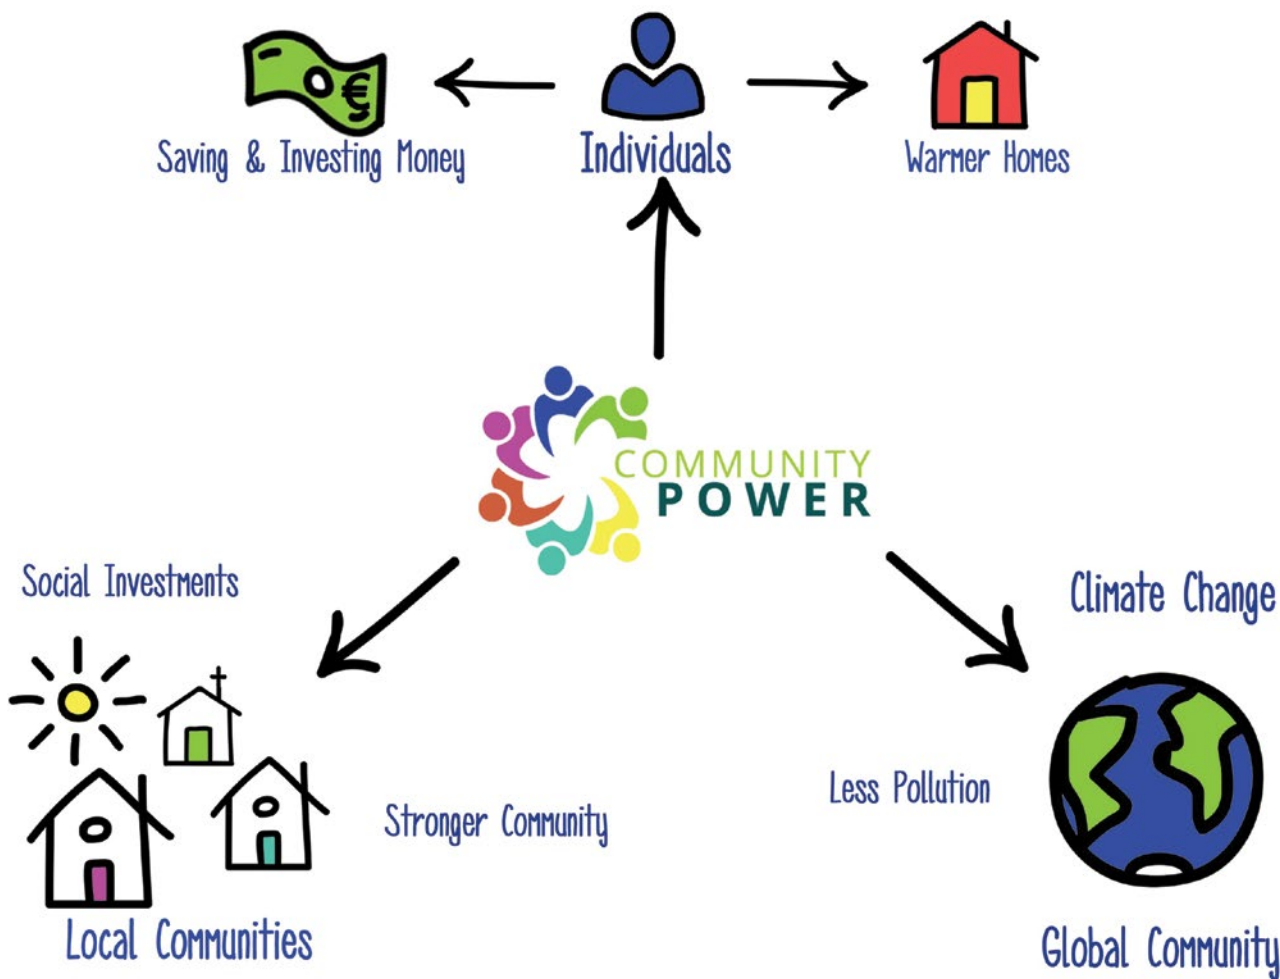 Saving & Investing Money
Individuals
Warmer Homes
COMMUNITY
POWER
Social Investments
Climate Change
Less Pollution
Stronger Community
Local Communities
Global Community